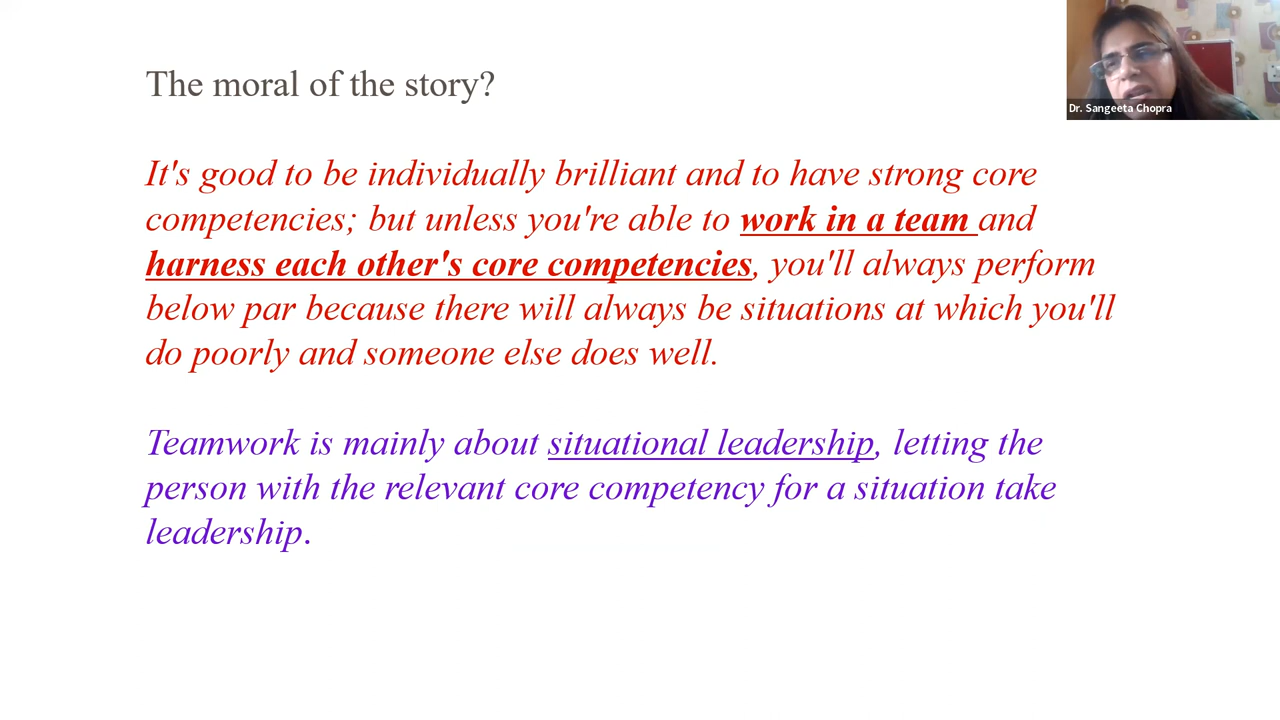 The moral of the story?
Dr. Sangeeta Chopra
It's good to be individually brilliant and to have strong core
competencies; but unless you're able to work in a team and
harness each other's core competencies, you'll always perform
below par because there will always be situations at which you'll
do poorly and someone else does well.
Teamwork is mainly about situational leadership, letting the
person with the relevant core competency for a situation take
leadership.